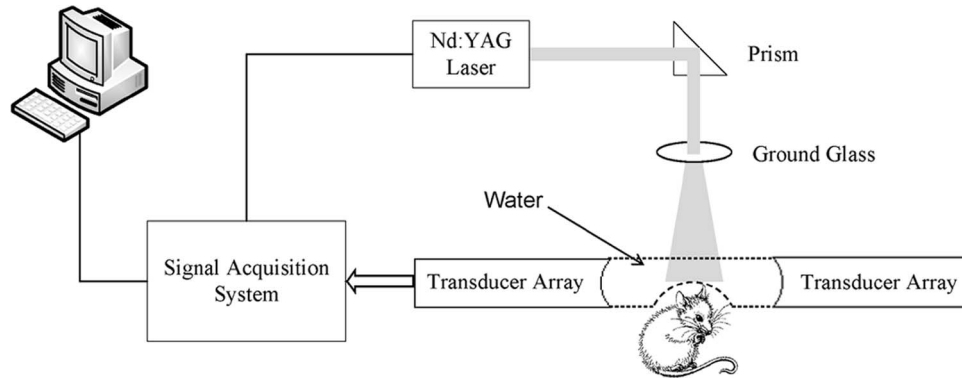 Nd:YAG
Laser
Prism
Ground Glass
Water
Signal Acquisition
System
Transducer Array
Transducer Array